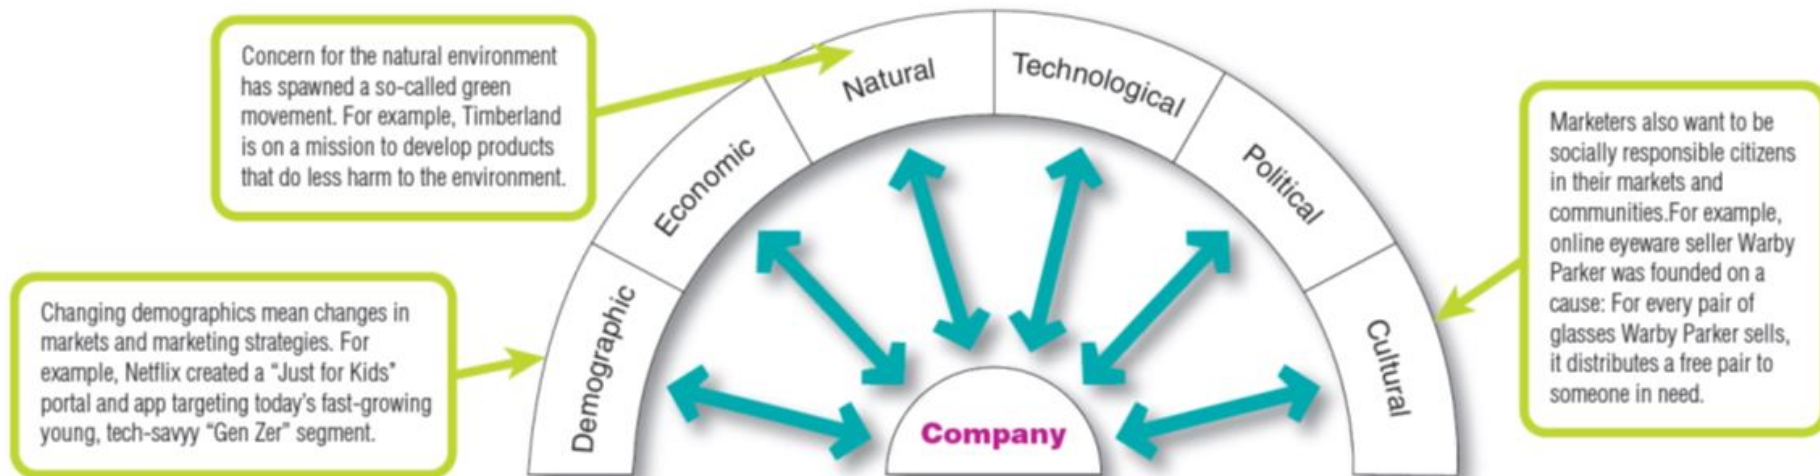 Concern for the natural environment
has spawned a so-called green
movement. For example, Timberland
is on a mission to develop products
that do less harm to the environment.
Changing demographics mean changes in
markets and marketing strategies. For
example, Netflix created a “Just for Kids”
portal and app targeting today’s fast-growing
young, tech-savyy “Gen Zer” segment.
Demographic
Economic
Natural
Technological
Political
Cultural
Company
Marketers also want to be
socially responsible citizens
in their markets and
communities.For example,
online eyeware seller Warby
Parker was founded on a
cause: For every pair of
glasses Warby Parker sells,
it distributes a free pair to
someone in need.